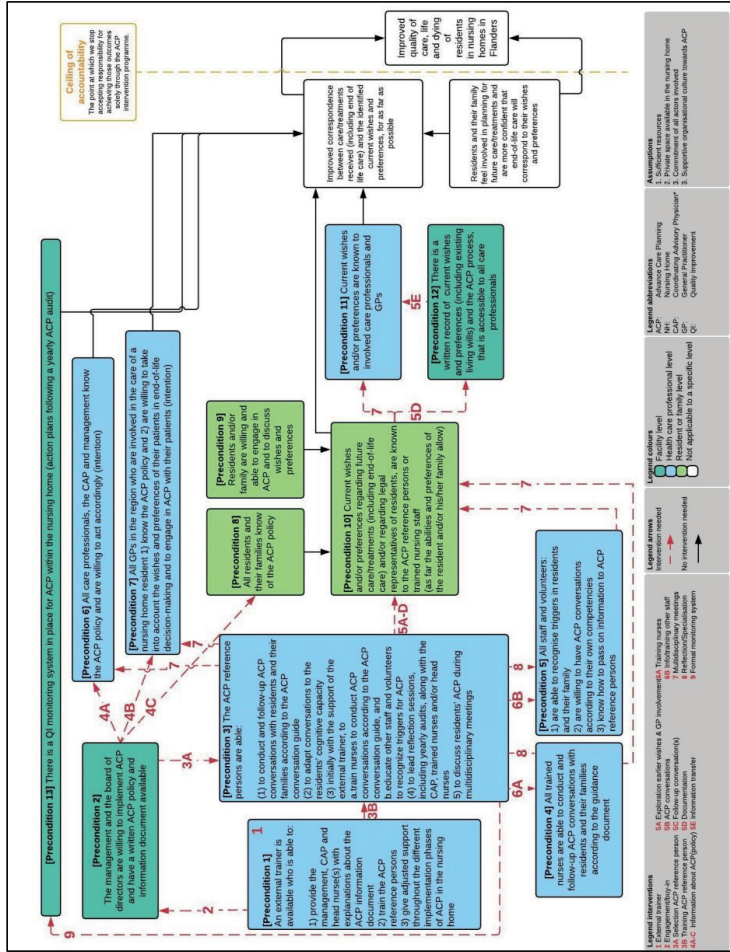 [Precondition 13] There is a QI monitoring system in place for ACP within the nursing home (action plans following a yearly ACP audit)
Ceiling of
accountability
The point at which we stop
accepting responsibility for
achieving those outcomes
solely through the ACP
intervention programme.
[Precondition 2]
The management and the board of
directors are willing to implement ACP
and have a written ACP policy and
information document available
[Precondition 6] All care professionals, the CAP and management know
the ACP policy and are willing to act accordingly (intention)
[Precondition 7] All GPs in the region who are involved in the care of a
nursing home resident 1) know the ACP policy and 2) are willing to take
into account the wishes and preferences of their patients in end-of-life
decision-making and to engage in ACP with their patients (intention)
4A
4B
4C
7
7
3A
9
2
1
[Precondition 1]
An external trainer is
available who is able to:
1) provide the
management, CAP and
head nurse(s) with
explanations about the
ACP information
document
2) train the ACP
reference persons
3) give adjusted support
throughout the different
implementation phases
of ACP in the nursing
home
3B
[Precondition 3] The ACP reference
persons are able:
(1) to conduct and follow-up ACP
conversations with residents and their
families according to the ACP
conversation guide
(2) to adapt conversations to the
residents' cognitive capacity
(3) initially with the support of the
external trainer, to
a.train nurses to conduct ACP
conversations according to the ACP
conversation guide, and
b.educate other staff and volunteers
to recognize triggers for ACP
(4) to lead reflection sessions,
including yearly audits, along with the
CAP, trained nurses and/or head
nurses
5) to discuss residents' ACP during
multidisciplinary meetings
[Precondition 8]
All residents and
their families know
of the ACP policy
[Precondition 9]
Residents and/or
family are willing and
able to engage in
ACP and to discuss
wishes and
preferences
5A-D
[Precondition 10] Current wishes
and/or preferences regarding future
care/treatments (including end-of-life
care) and/or regarding legal
representatives of residents, are known
to the ACP reference persons or
trained nursing staff
(as far as the abilities and preferences of
the resident and/or his/her family allow)
7
5D
[Precondition 11] Current wishes
and/or preferences are known to
involved care professionals and
GPs
5E
[Precondition 12] There is a
written record of current wishes
and preferences (including existing
living wills) and the ACP process,
that is accessible to all care
professionals
Improved correspondence
between care/treatments
received (including end of
life care) and the identified
current wishes and
preferences, for as far as
possible
Residents and their family
feel involved in planning for
future care/treatments and
are more confident that
end-of-life care will
correspond to their wishes
and preferences
Improved
quality of
care, life
and dying
of
residents
in nursing
homes in
Flanders
6A
8
6B
8
7
7
[Precondition 4] All trained
nurses are able to conduct and
follow-up ACP conversations with
residents and their families
according to the guidance
document
[Precondition 5] All staff and volunteers:
1) are able to recognise triggers in residents
and their family
2) are willing to have ACP conversations
according to their own competencies
3) know how to pass on information to ACP
reference persons
Legend interventions
1 External trainer
2 Engagement/buy-in
3A Selection ACP reference person
3B Training ACP reference person
4A-C Information about ACP(policy)
5A Exploration earlier wishes & GP involvement
5B ACP conversations
5C Follow-up conversation(s)
5D Documentation
5E Information transfer
6A Training nurses
6B Info/training other staff
7 Multidisciplinary meetings
8 Reflection/Specialisation
9 Formal monitoring system
Legend arrows
Intervention needed
No intervention needed
Legend colours
Facility level
Health care professional level
Resident or family level
Not applicable to a specific level
Legend abbreviations
ACP: Advance Care Planning
NH: Nursing Home
CAP: Coordinating Advisory Physician*
GP: General Practitioner
QI: Quality Improvement
Assumptions
1. Sufficient resources
2. Private space available in the nursing home
3. Commitment of all actors involved
3. Supportive organisational culture towards ACP